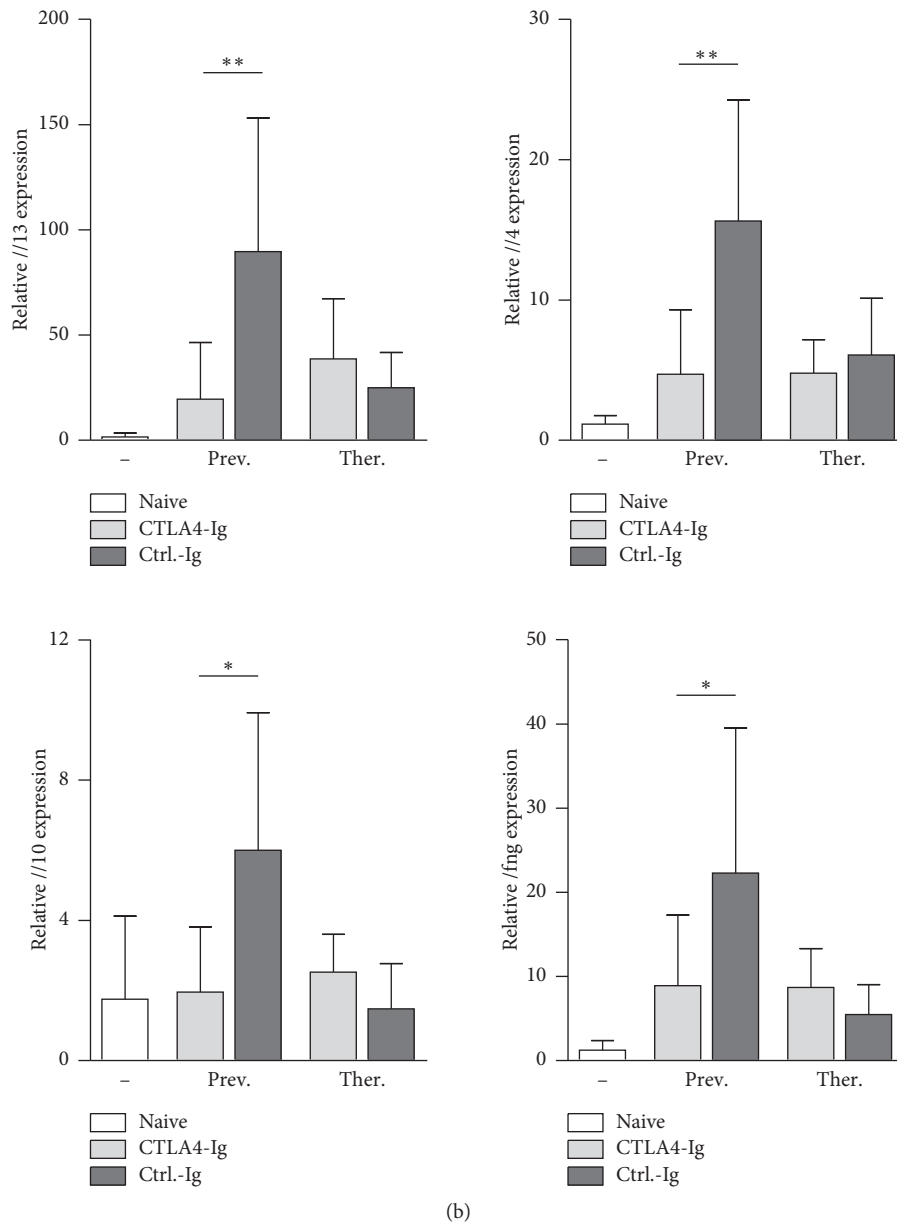 200
150
100
50
0
Relative //13 expression
**
–
Prev.
Ther.
Naive
CTLA4-Ig
Ctrl.-Ig
30
20
10
0
Relative //4 expression
**
–
Prev.
Ther.
Naive
CTLA4-Ig
Ctrl.-Ig
12
8
4
0
Relative //10 expression
*
–
Prev.
Ther.
Naive
CTLA4-Ig
Ctrl.-Ig
50
40
30
20
10
0
Relative /fng expression
*
–
Prev.
Ther.
Naive
CTLA4-Ig
Ctrl.-Ig
(b)